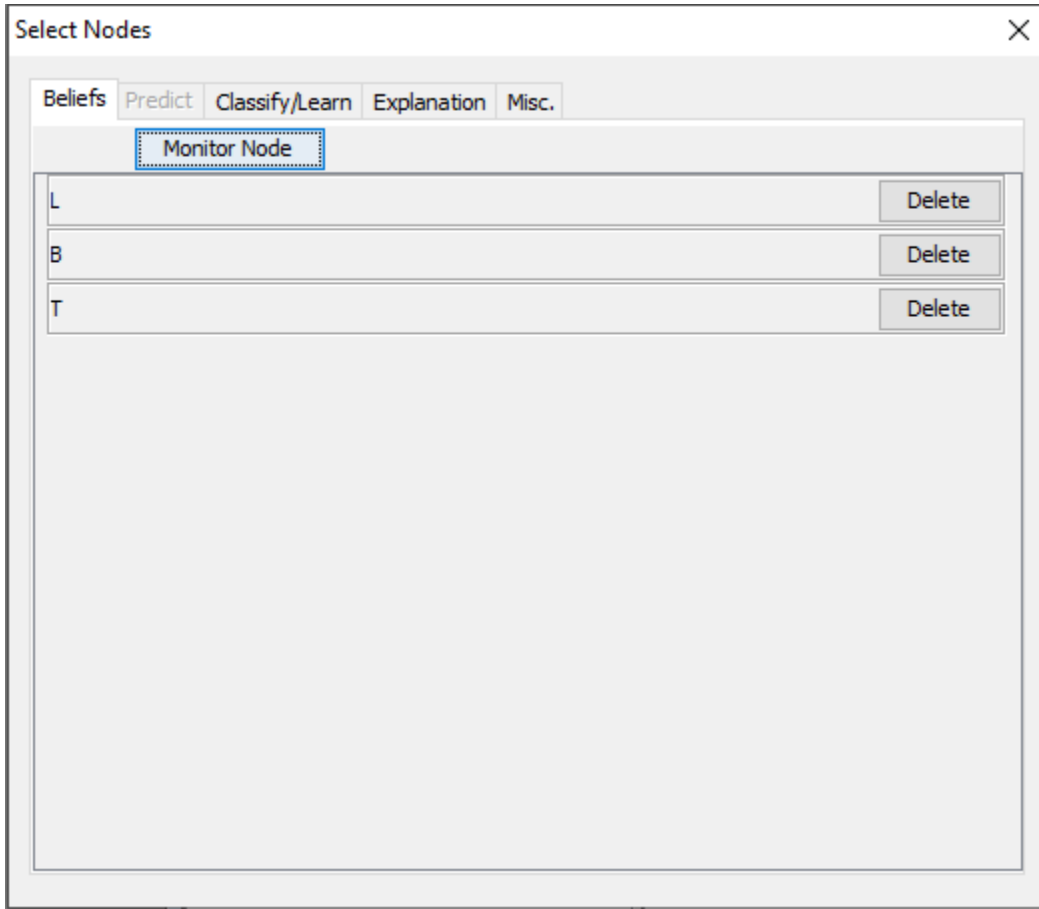 Select Nodes
Beliefs Predict Classify/Learn Explanation Misc.
Monitor Node
L Delete
B Delete
T Delete